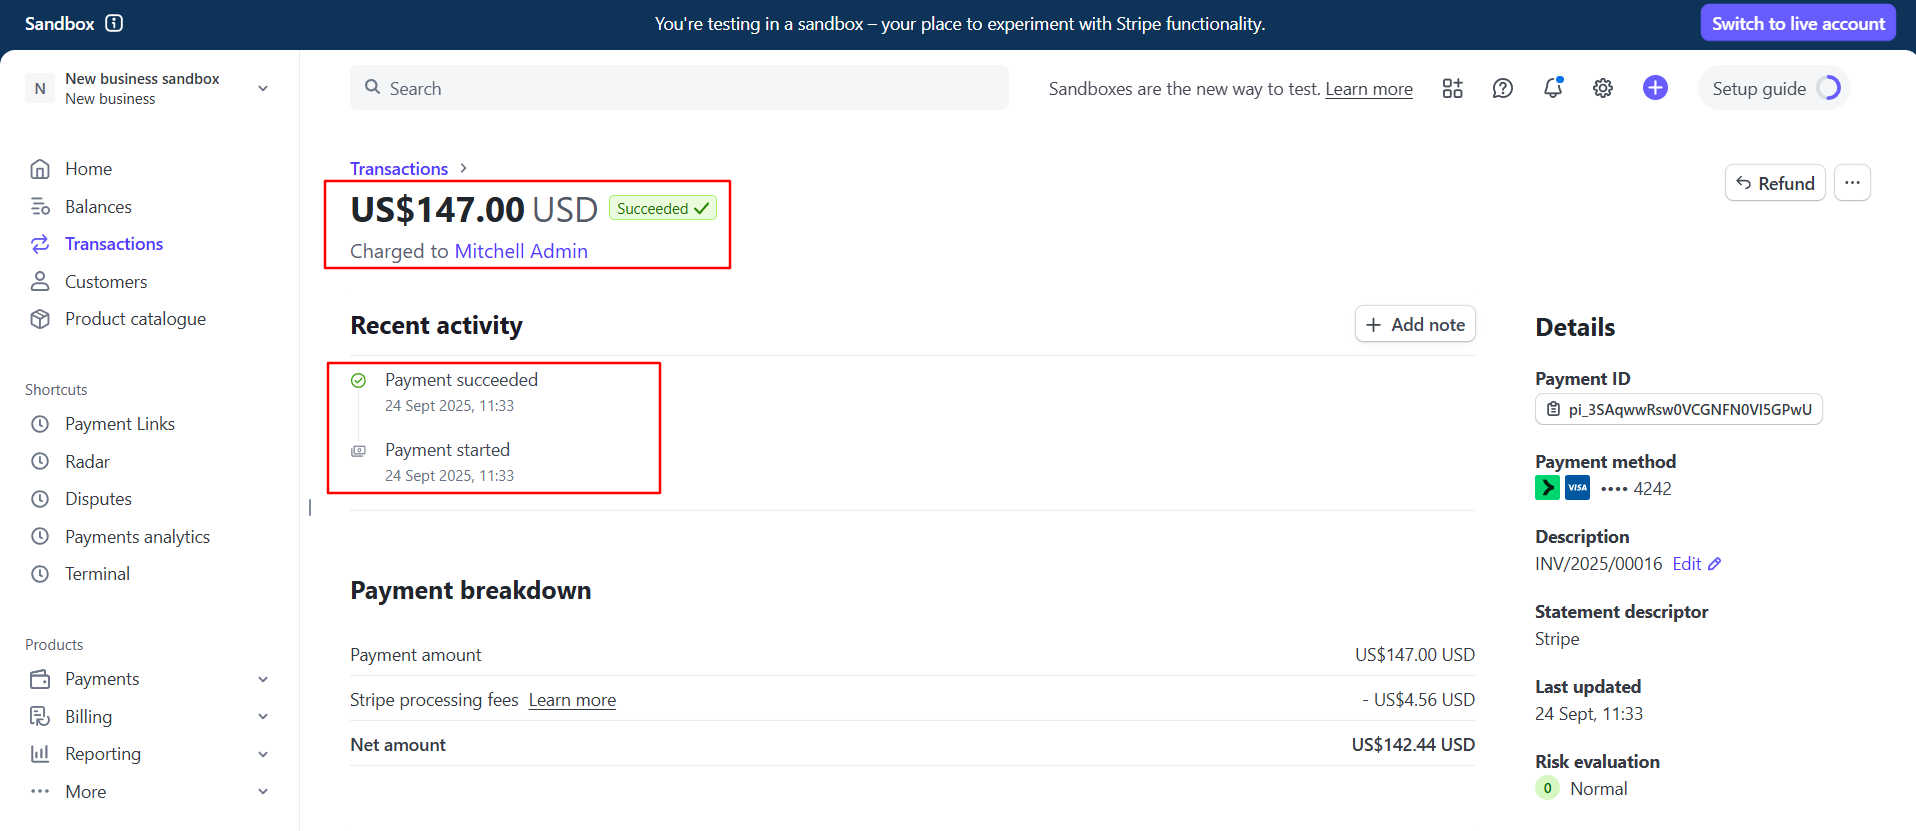 Sandbox
You're testing in a sandbox – your place to experiment with Stripe functionality.
Switch to live account
N
New business sandbox
New business
Search
Sandboxes are the new way to test. Learn more
Setup guide
Home
Balances
Transactions
Customers
Product catalogue
Shortcuts
Payment Links
Radar
Disputes
Payments analytics
Terminal
Products
Payments
Billing
Reporting
More
Transactions
US$147.00 USD Succeeded
Charged to Mitchell Admin
Refund
Recent activity
Add note
Payment succeeded
24 Sept 2025, 11:33
Payment started
24 Sept 2025, 11:33
Payment breakdown
Payment amount US$147.00 USD
Stripe processing fees Learn more - US$4.56 USD
Net amount US$142.44 USD
Details
Payment ID
pi_3SAqwwRsw0VCGNFN0VI5GPwU
Payment method
VISA •••• 4242
Description
INV/2025/00016 Edit
Statement descriptor
Stripe
Last updated
24 Sept, 11:33
Risk evaluation
0 Normal